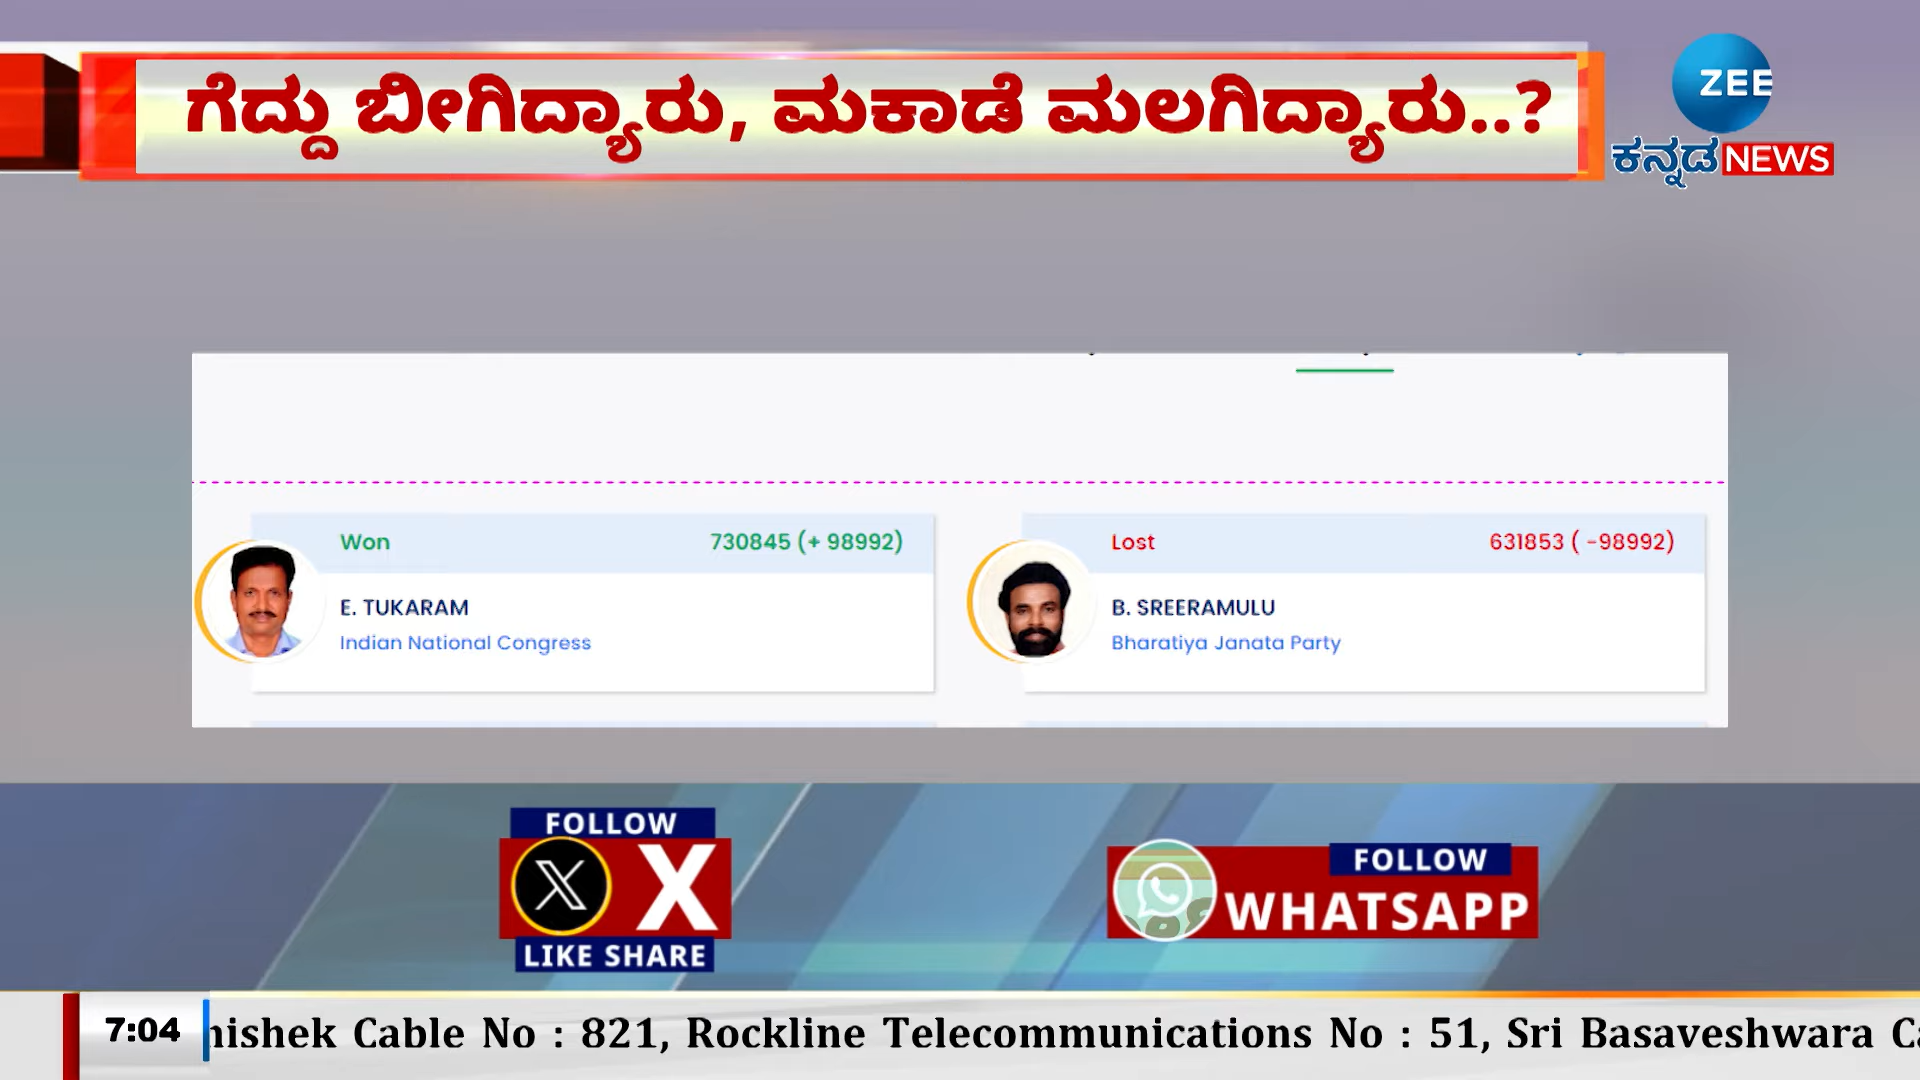 ಗೆದ್ದು ಬೀಗಿದ್ಯಾರು, ಮಕಾಡೆ ಮಲಗಿದ್ಯಾರು..?
ZEE
ಕನ್ನಡ NEWS
Won 730845 (+ 98992)
E. TUKARAM
Indian National Congress
Lost 631853 ( -98992)
B. SREERAMULU
Bharatiya Janata Party
FOLLOW
X
LIKE SHARE
FOLLOW
WHATSAPP
7:04
Cable No : 821, Rockline Telecommunications No : 51, Sri Basaveshwara